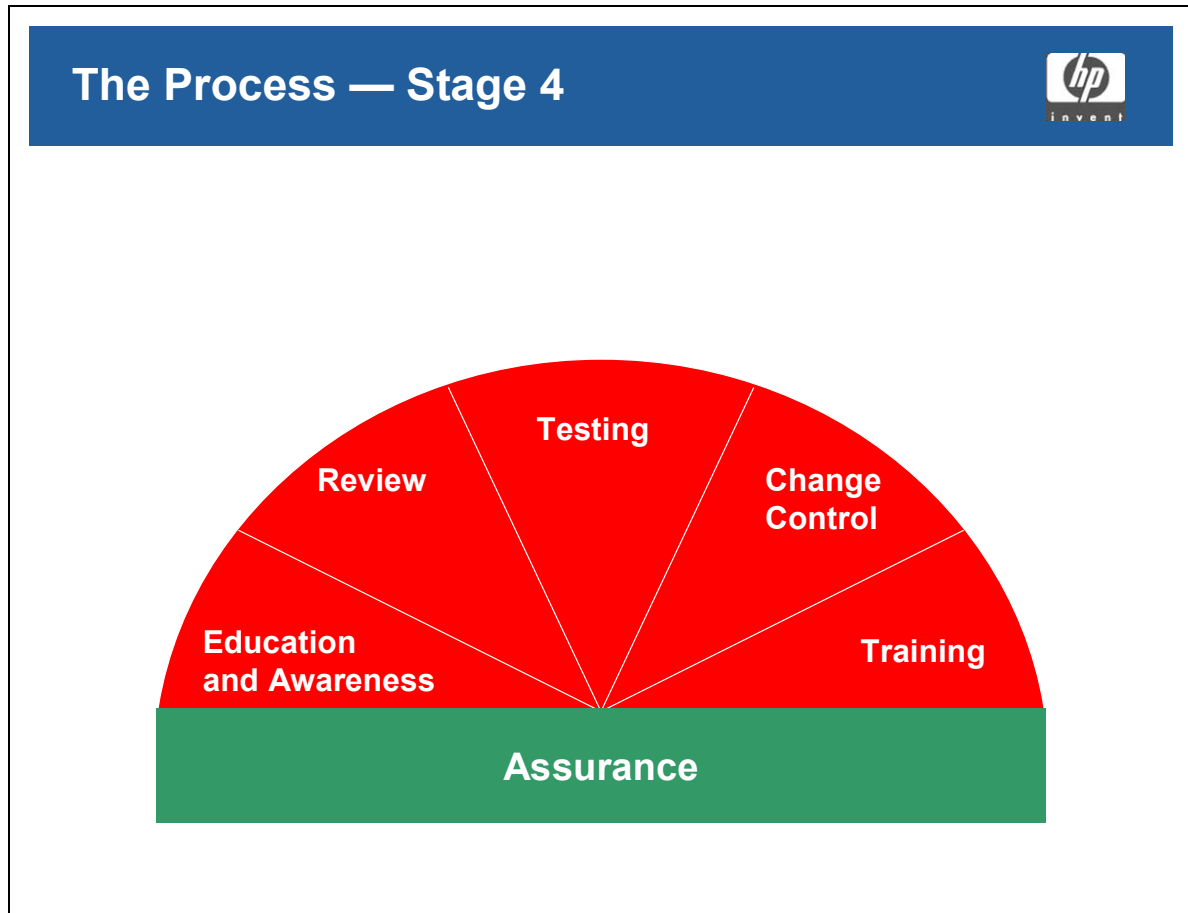 The Process — Stage 4
hp
invent
Testing
Review
Change
Control
Education
and Awareness
Training
Assurance